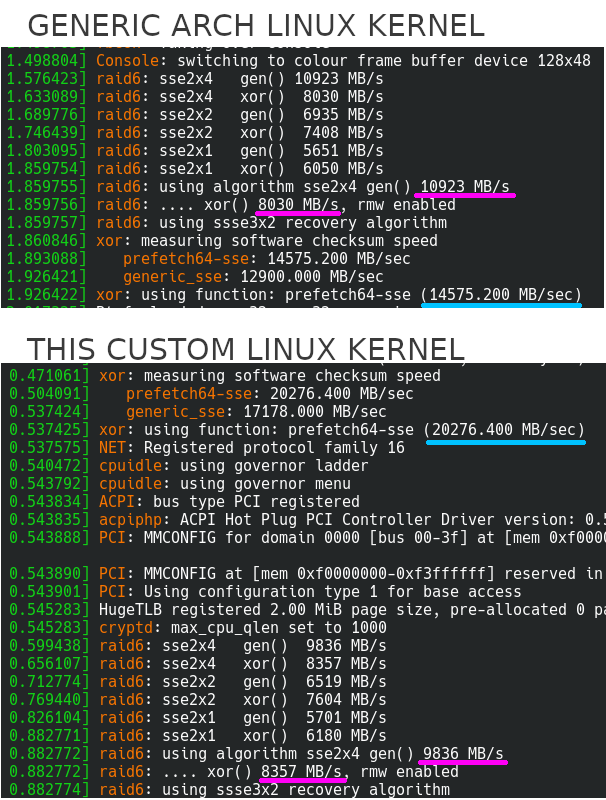 GENERIC ARCH LINUX KERNEL
1.498804] Console: switching to colour frame buffer device 128x48
1.576423] raid6: sse2x4   gen() 10923 MB/s
1.633089] raid6: sse2x4   xor()  8030 MB/s
1.689776] raid6: sse2x2   gen()  6935 MB/s
1.746439] raid6: sse2x2   xor()  7408 MB/s
1.803095] raid6: sse2x1   gen()  5651 MB/s
1.859754] raid6: sse2x1   xor()  6050 MB/s
1.859755] raid6: using algorithm sse2x4 gen() 10923 MB/s
1.859756] raid6: .... xor() 8030 MB/s, rmw enabled
1.859757] raid6: using ssse3x2 recovery algorithm
1.860846] xor: measuring software checksum speed
1.893088]    prefetch64-sse: 14575.200 MB/sec
1.926421]    generic_sse: 12900.000 MB/sec
1.926422] xor: using function: prefetch64-sse (14575.200 MB/sec)
THIS CUSTOM LINUX KERNEL
0.471061] xor: measuring software checksum speed
0.504091]    prefetch64-sse: 20276.400 MB/sec
0.537424]    generic_sse: 17178.000 MB/sec
0.537425] xor: using function: prefetch64-sse (20276.400 MB/sec)
0.537575] NET: Registered protocol family 16
0.540472] cpuidle: using governor ladder
0.543792] cpuidle: using governor menu
0.543834] ACPI: bus type PCI registered
0.543835] acpiphp: ACPI Hot Plug PCI Controller Driver version: 0.5
0.543888] PCI: MMCONFIG for domain 0000 [bus 00-3f] at [mem 0xf0000
0.543890] PCI: MMCONFIG at [mem 0xf0000000-0xf3ffffff] reserved in
0.543901] PCI: Using configuration type 1 for base access
0.545283] HugeTLB registered 2.00 MiB page size, pre-allocated 0 pa
0.545283] cryptd: max_cpu_qlen set to 1000
0.599438] raid6: sse2x4   gen()  9836 MB/s
0.656107] raid6: sse2x4   xor()  8357 MB/s
0.712774] raid6: sse2x2   gen()  6519 MB/s
0.769440] raid6: sse2x2   xor()  7604 MB/s
0.826104] raid6: sse2x1   gen()  5701 MB/s
0.882771] raid6: sse2x1   xor()  6180 MB/s
0.882772] raid6: using algorithm sse2x4 gen() 9836 MB/s
0.882772] raid6: .... xor() 8357 MB/s, rmw enabled
0.882774] raid6: using ssse3x2 recovery algorithm